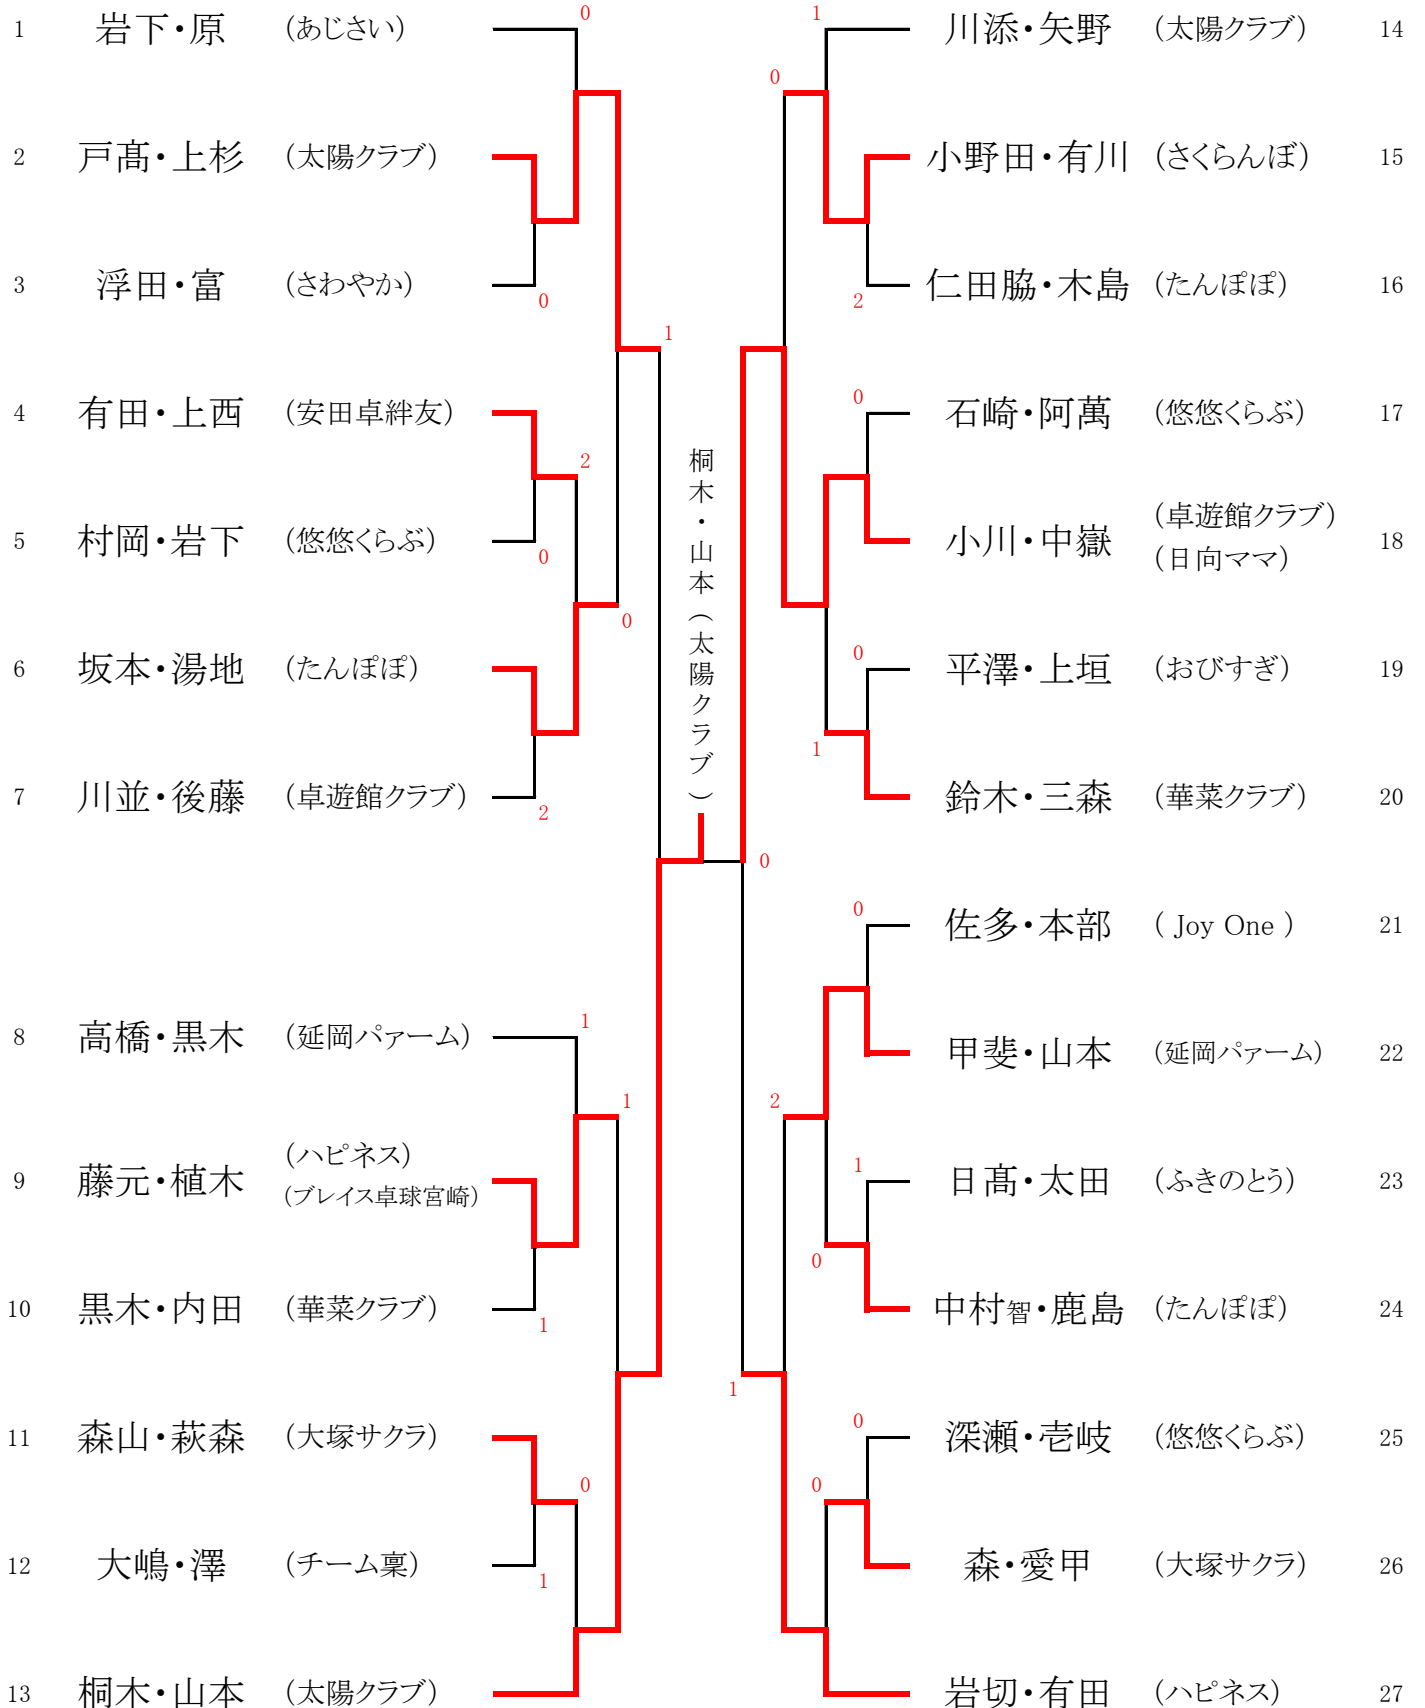 1 岩下・原 (あじさい) 0
2 戸髙・上杉 (太陽クラブ)
3 浮田・富 (さわやか) 0
1
4 有田・上西 (安田卓絆友)
2
5 村岡・岩下 (悠悠くらぶ) 0
0
6 坂本・湯地 (たんぽぽ)
7 川並・後藤 (卓遊館クラブ) 2
8 高橋・黒木 (延岡パァーム) 1
1
9 藤元・植木 (ハピネス)
(ブレイス卓球宮崎)
10 黒木・内田 (華菜クラブ) 1
11 森山・萩森 (大塚サクラ)
0
12 大嶋・澤 (チーム稟) 1
13 桐木・山本 (太陽クラブ)
桐木・山本(太陽クラブ)
0
1 川添・矢野 (太陽クラブ) 14
0
小野田・有川 (さくらんぼ) 15
2 仁田脇・木島 (たんぽぽ) 16
0 石崎・阿萬 (悠悠くらぶ) 17
小川・中嶽 (卓遊館クラブ) 18
(日向ママ)
0 平澤・上垣 (おびすぎ) 19
1
鈴木・三森 (華菜クラブ) 20
0 佐多・本部 ( Joy One ) 21
甲斐・山本 (延岡パァーム) 22
2
1 日髙・太田 (ふきのとう) 23
0
中村智・鹿島 (たんぽぽ) 24
1
0 深瀬・壱岐 (悠悠くらぶ) 25
0
森・愛甲 (大塚サクラ) 26
岩切・有田 (ハピネス) 27